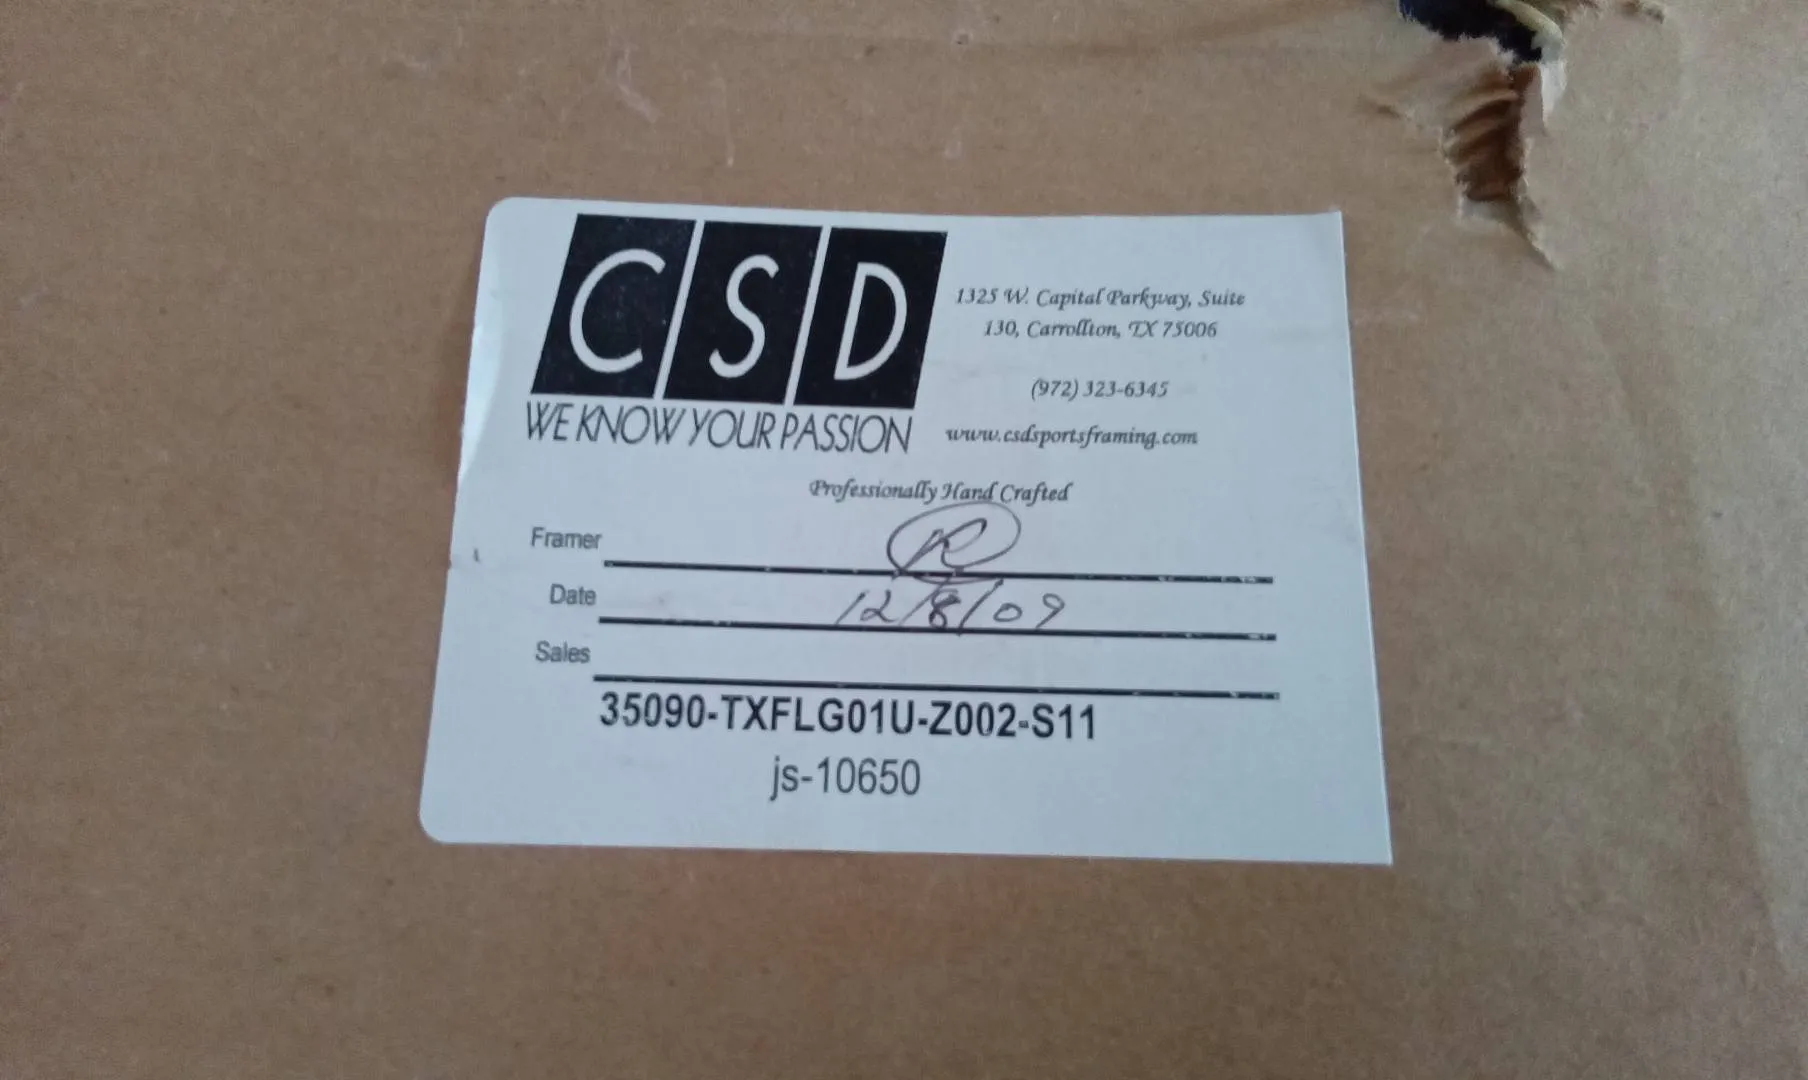 CSD
WE KNOW YOUR PASSION
1325 W. Capital Parkway, Suite
130, Carrollton, TX 75006
(972) 323-6345
www.csdsportsframing.com
Professionally Hand Crafted
Framer R
Date 12/8/09
Sales
35090-TXFLG01U-Z002-S11
js-10650